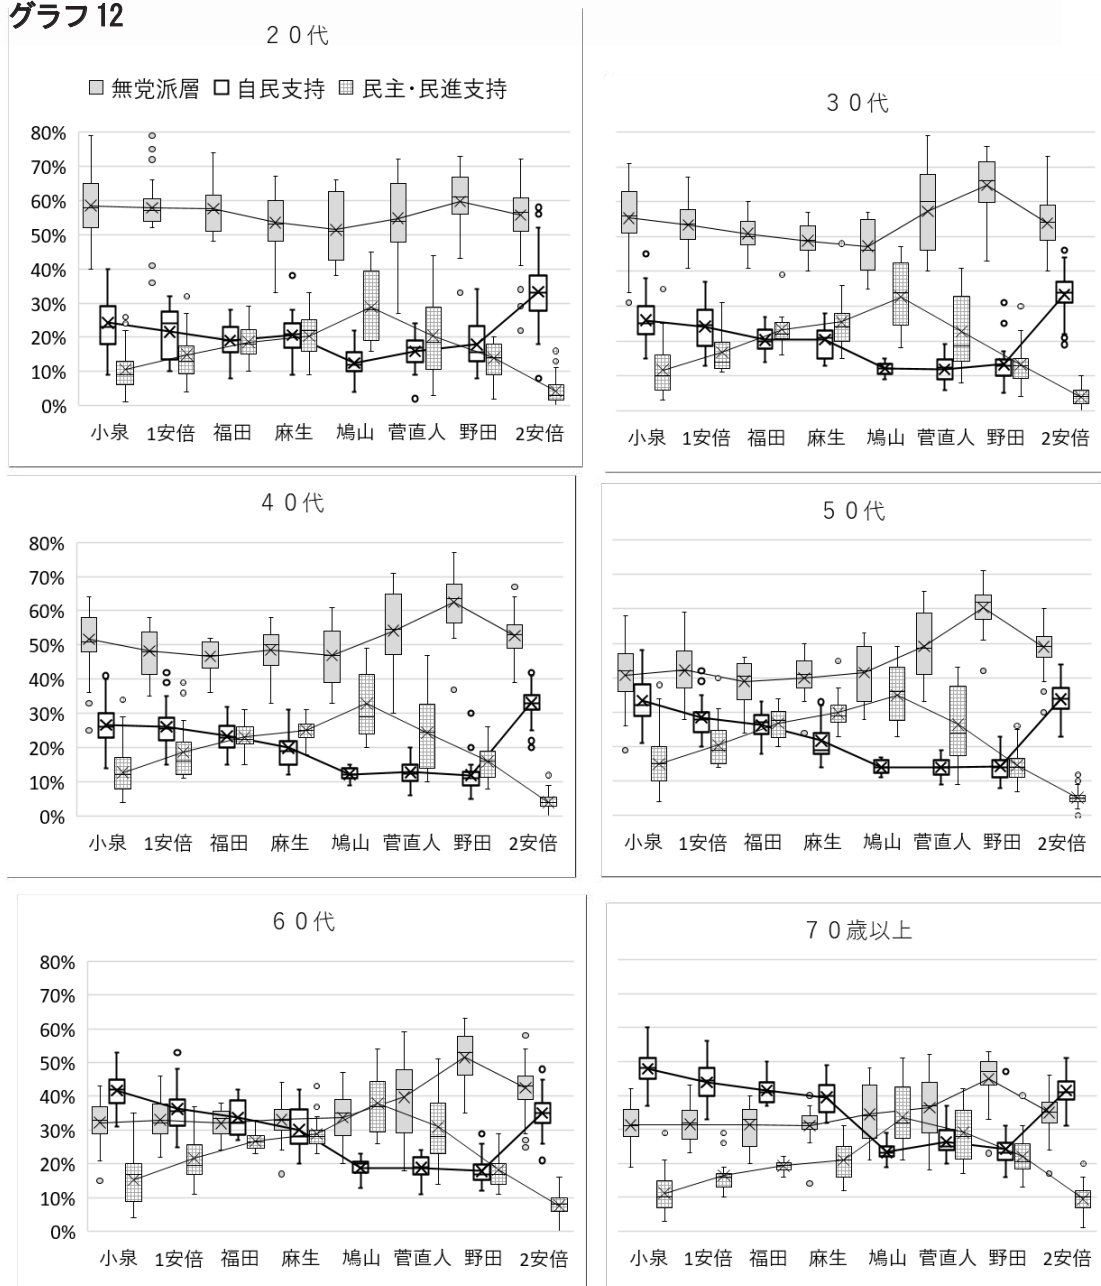 グラフ12
２０代
無党派層 自民支持 民主・民進支持
80%
70%
60%
50%
40%
30%
20%
10%
0%
小泉 1安倍 福田 麻生 鳩山 菅直人 野田 2安倍
３０代
小泉 1安倍 福田 麻生 鳩山 菅直人 野田 2安倍
４０代
80%
70%
60%
50%
40%
30%
20%
10%
0%
小泉 1安倍 福田 麻生 鳩山 菅直人 野田 2安倍
５０代
小泉 1安倍 福田 麻生 鳩山 菅直人 野田 2安倍
６０代
80%
70%
60%
50%
40%
30%
20%
10%
0%
小泉 1安倍 福田 麻生 鳩山 菅直人 野田 2安倍
７０歳以上
小泉 1安倍 福田 麻生 鳩山 菅直人 野田 2安倍